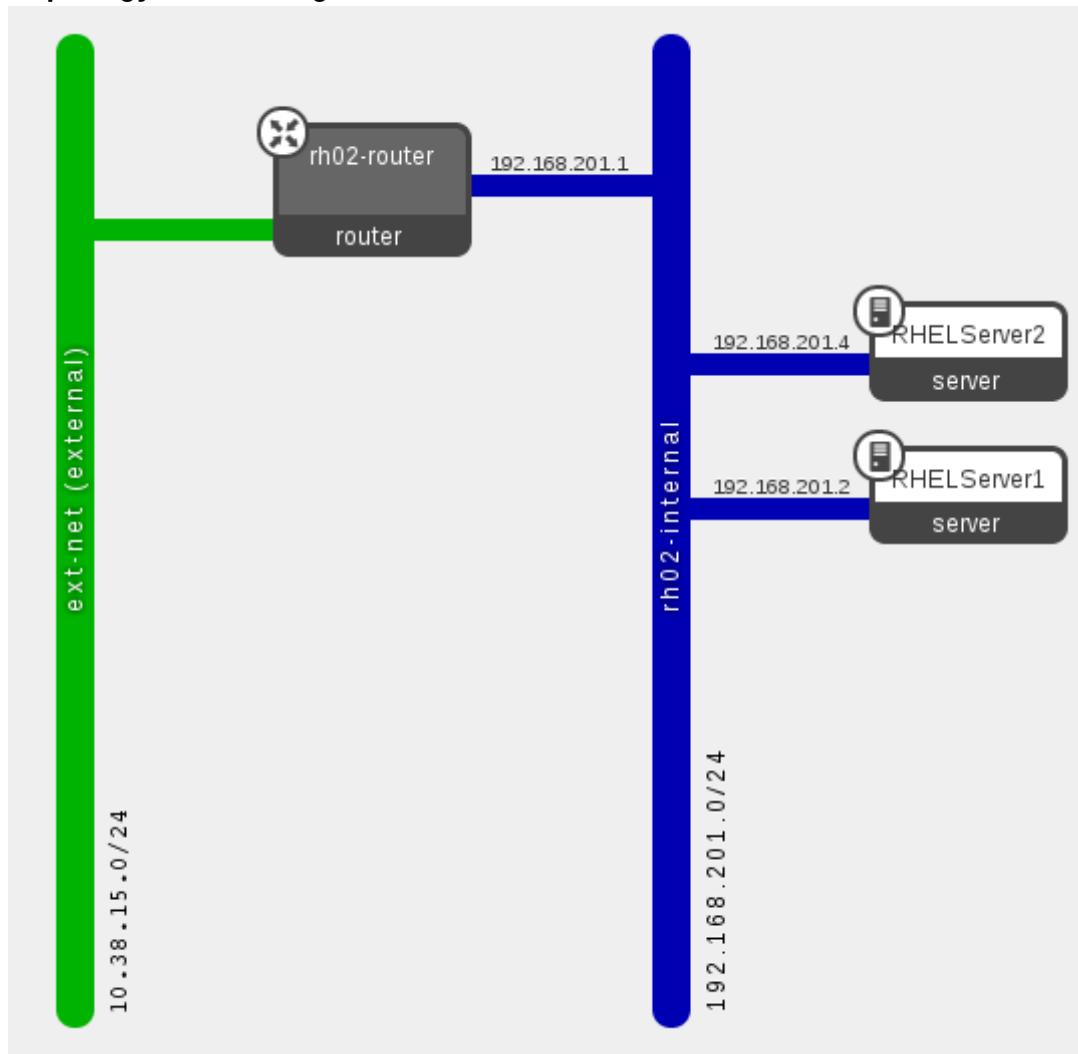 rh02-router
router
192.168.201.1
192.168.201.4
RHELServer2
server
192.168.201.2
RHELServer1
server
ext-net (external)
10.38.15.0/24
rh02-internal
192.168.201.0/24